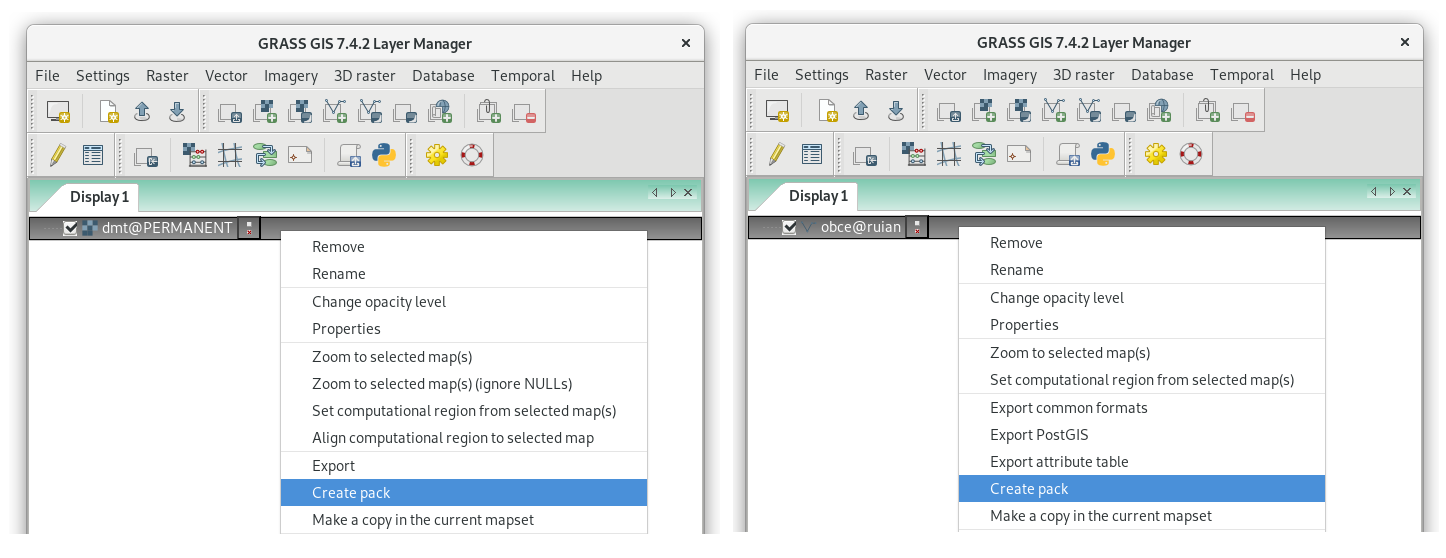 GRASS GIS 7.4.2 Layer Manager
File Settings Raster Vector Imagery 3D raster Database Temporal Help
Display 1
dmt@PERMANENT
Remove
Rename
Change opacity level
Properties
Zoom to selected map(s)
Zoom to selected map(s) (ignore NULLs)
Set computational region from selected map(s)
Align computational region to selected map
Export
Create pack
Make a copy in the current mapset
GRASS GIS 7.4.2 Layer Manager
File Settings Raster Vector Imagery 3D raster Database Temporal Help
Display 1
obce@ruian
Remove
Rename
Change opacity level
Properties
Zoom to selected map(s)
Set computational region from selected map(s)
Export common formats
Export PostGIS
Export attribute table
Create pack
Make a copy in the current mapset